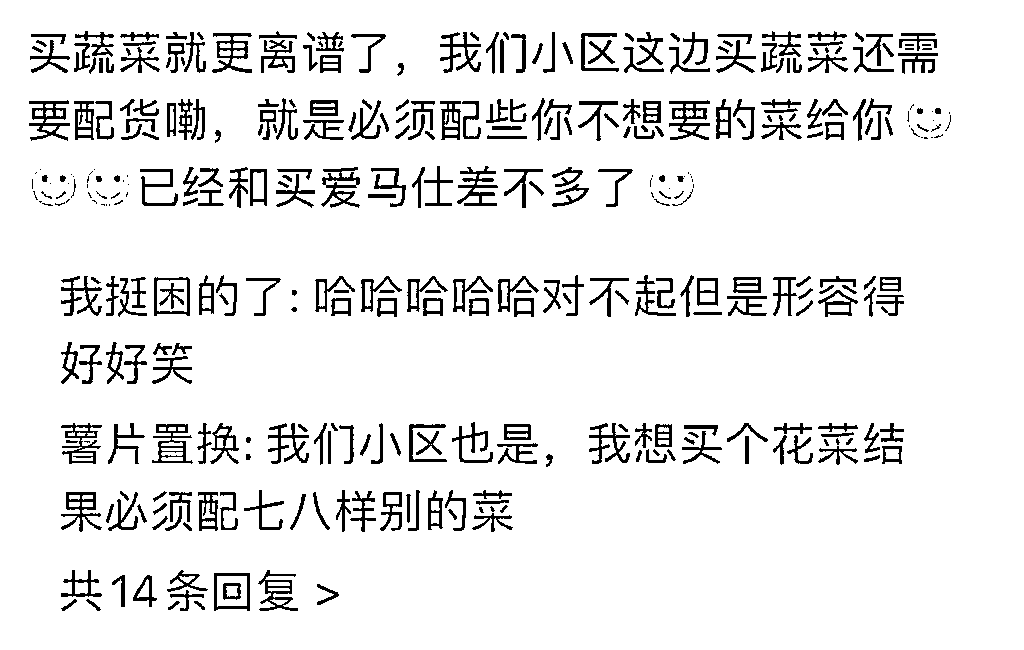 买蔬菜就更离谱了，我们小区这边买蔬菜还需
要配货嘞，就是必须配些你不想要的菜给你🙂
🙂🙂已经和买爱马仕差不多了🙂
我挺困的了: 哈哈哈哈哈对不起但是形容得
好好笑
薯片置换: 我们小区也是，我想买个花菜结
果必须配七八样别的菜
共14条回复 >